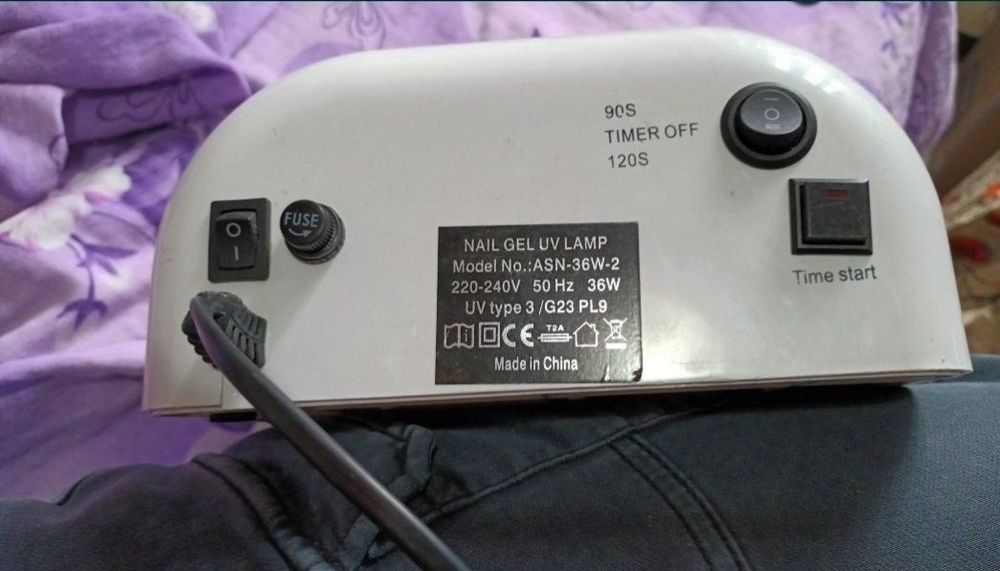 90S
TIMER OFF
120S
FUSE
Time start
NAIL GEL UV LAMP
Model No.:ASN-36W-2
220-240V 50 Hz 36W
UV type 3 /G23 PL9
CE T2A
Made in China